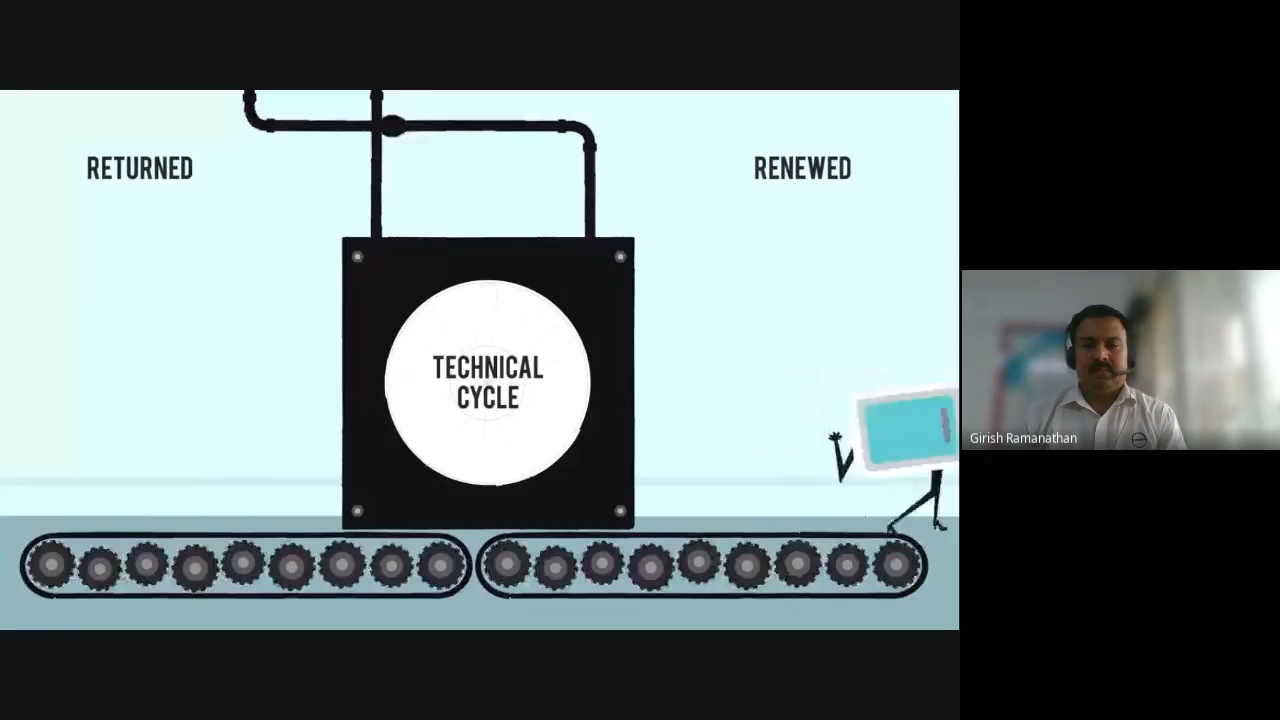 RETURNED
RENEWED
TECHNICAL
CYCLE
Girish Ramanathan